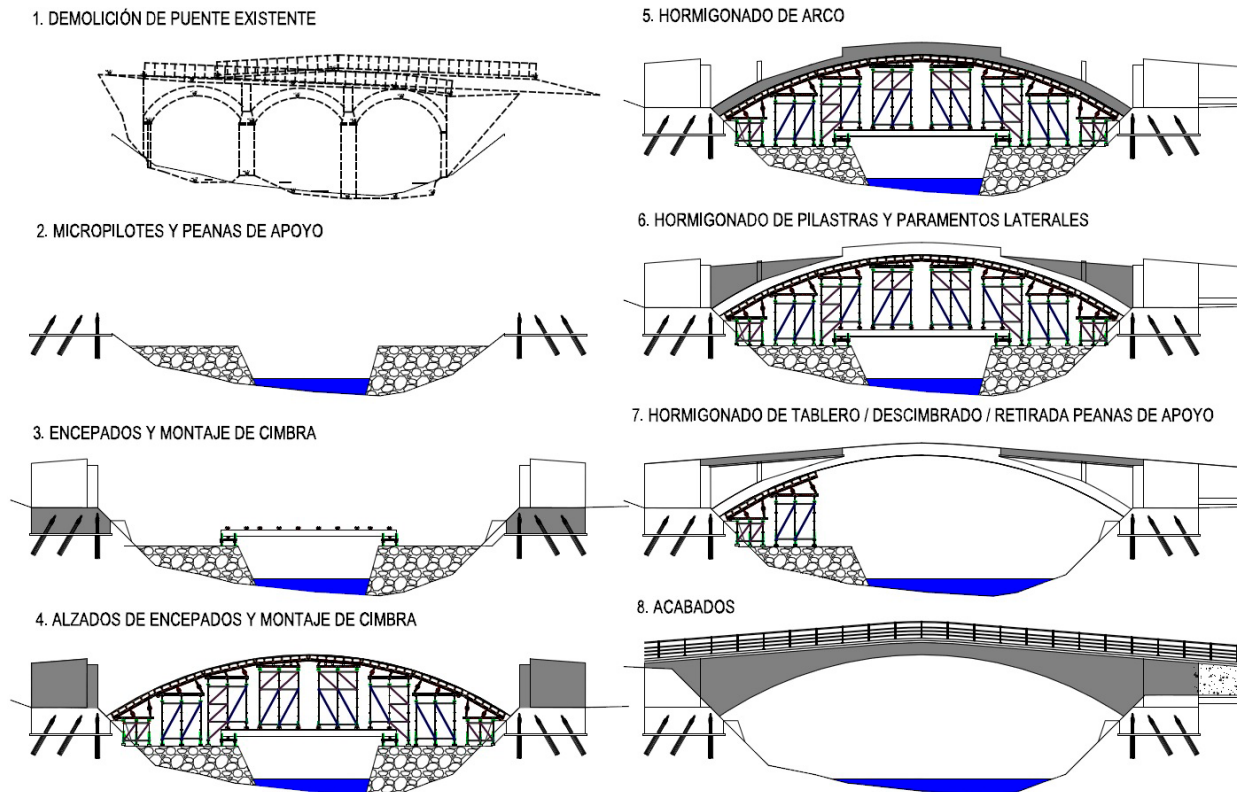 1. DEMOLICIÓN DE PUENTE EXISTENTE
2. MICROPILOTES Y PEANAS DE APOYO
3. ENCEPADOS Y MONTAJE DE CIMBRA
4. ALZADOS DE ENCEPADOS Y MONTAJE DE CIMBRA
5. HORMIGONADO DE ARCO
6. HORMIGONADO DE PILASTRAS Y PARAMENTOS LATERALES
7. HORMIGONADO DE TABLERO / DESCIMBRADO / RETIRADA PEANAS DE APOYO
8. ACABADOS